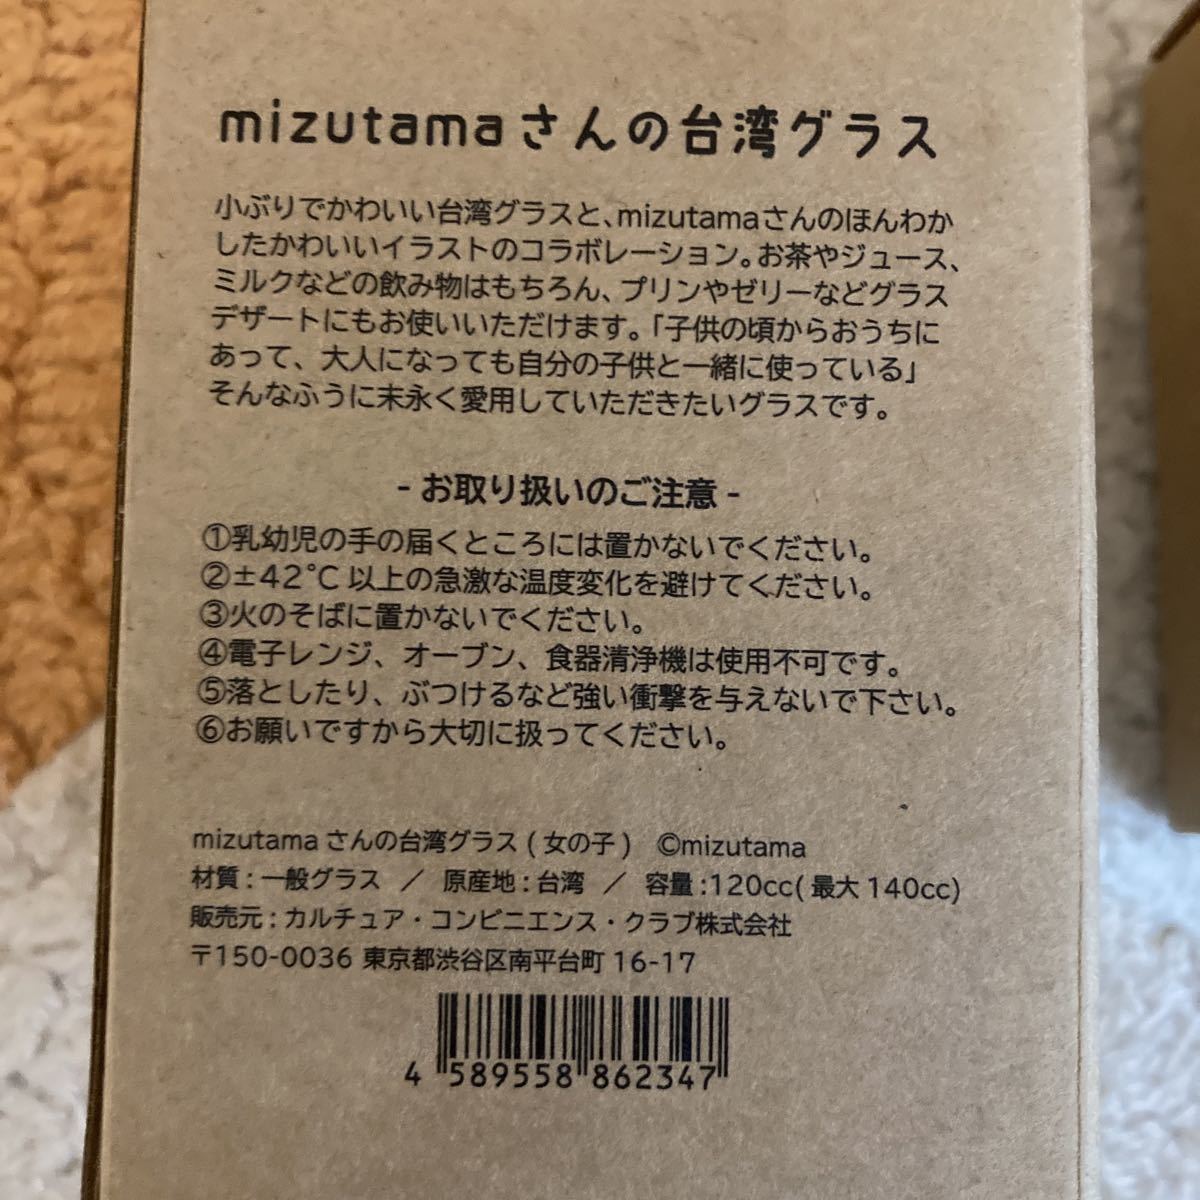 mizutamaさんの台湾グラス
小ぶりでかわいい台湾グラスと、mizutamaさんのほんわか
したかわいいイラストのコラボレーション。お茶やジュース、
ミルクなどの飲み物はもちろん、プリンやゼリーなどグラス
デザートにもお使いいただけます。「子供の頃からおうちに
あって、大人になっても自分の子供と一緒に使っている」
そんなふうに末永く愛用していただきたいグラスです。
- お取り扱いのご注意 -
①乳幼児の手の届くところには置かないでください。
②±42℃以上の急激な温度変化を避けてください。
③火のそばに置かないでください。
④電子レンジ、オーブン、食器清浄機は使用不可です。
⑤落としたり、ぶつけるなど強い衝撃を与えないで下さい。
⑥お願いですから大切に扱ってください。
mizutamaさんの台湾グラス(女の子) ©mizutama
材質:一般グラス / 原産地:台湾 / 容量:120cc(最大140cc)
販売元:カルチュア・コンビニエンス・クラブ株式会社
〒150-0036 東京都渋谷区南平台町16-17
4 589558 862347